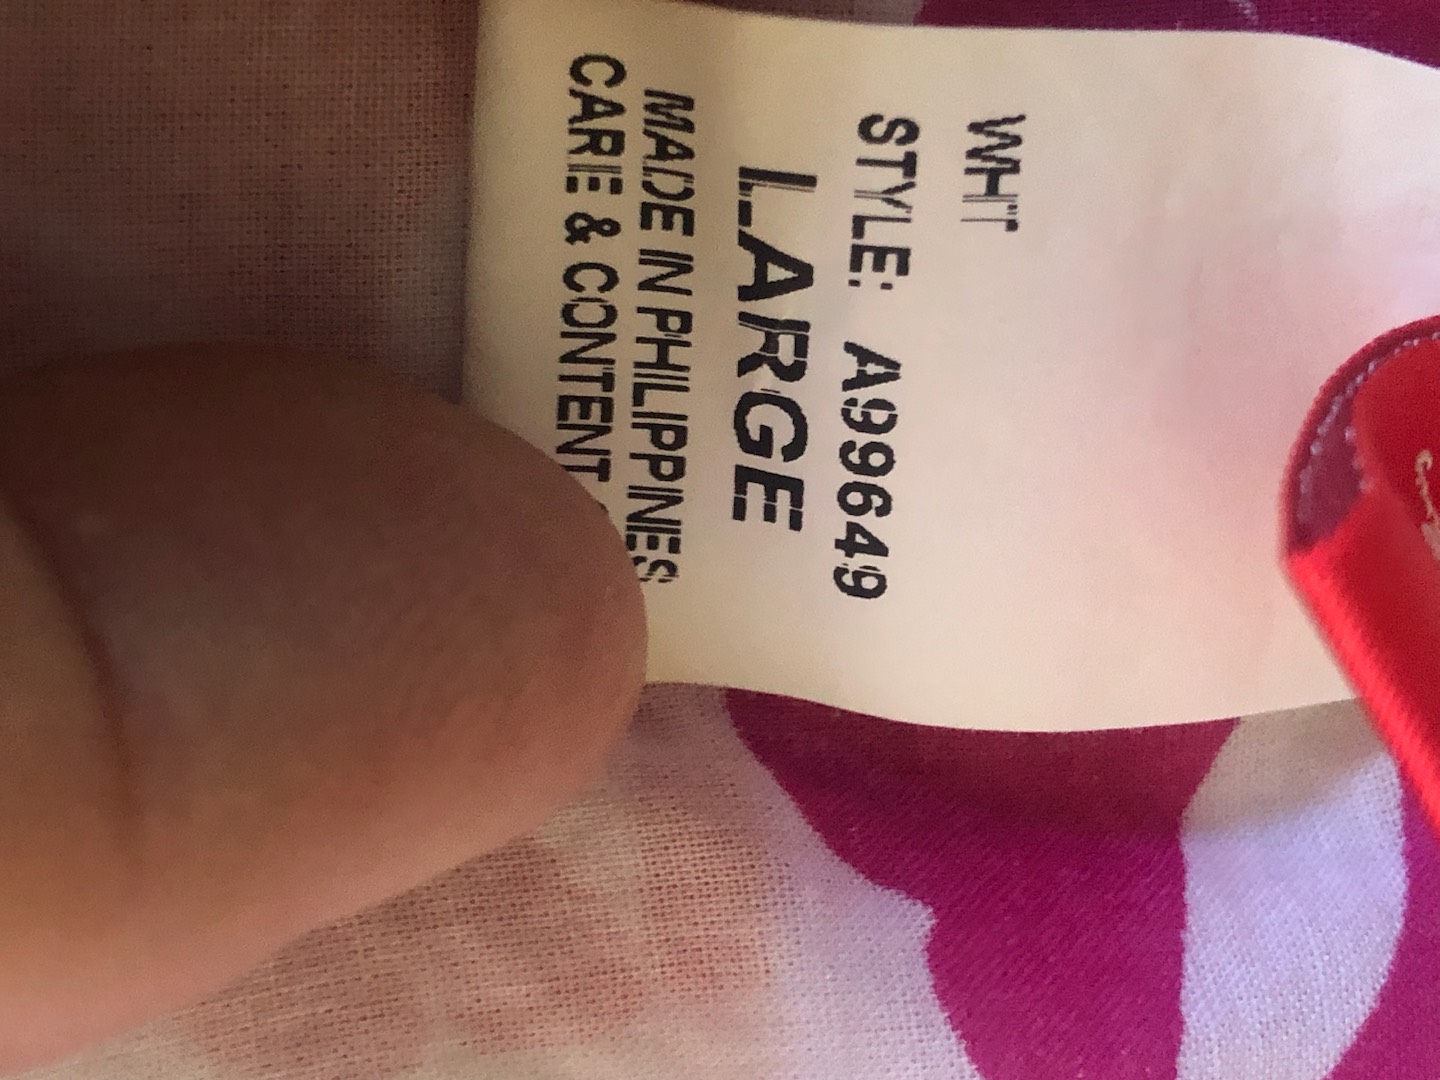 WHT
STYLE: A99649
LARGE
MADE IN PHILIPPINES
CARE & CONTENT